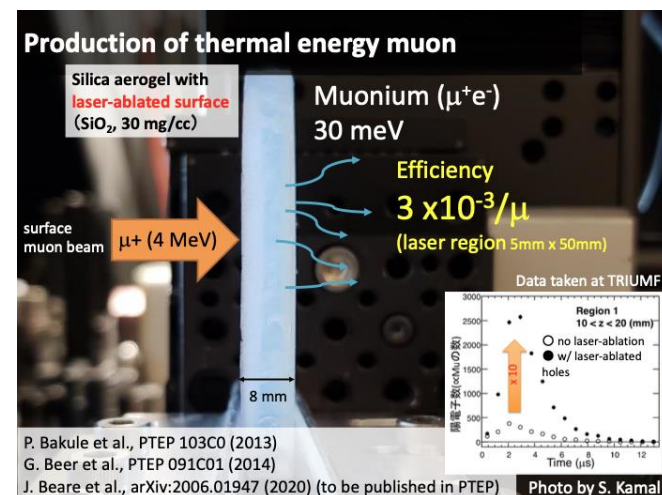 Production of thermal energy muon
Silica aerogel with
laser-ablated surface
(SiO₂, 30 mg/cc)
Muonium (μ⁺e⁻)
30 meV
Efficiency
3 x10⁻³/μ
(laser region 5mm x 50mm)
surface
muon beam
μ+ (4 MeV)
8 mm
Data taken at TRIUMF
陽電子数(∝Muの数)
3000
2500
2000
1500
1000
500
0
Region 1
10 < z < 20 (mm)
○ no laser-ablation
● w/ laser-ablated
holes
x 10
0 2 4 6 8 10 12
Time (μs)
P. Bakule et al., PTEP 103C0 (2013)
G. Beer et al., PTEP 091C01 (2014)
J. Beare et al., arXiv:2006.01947 (2020) (to be published in PTEP)
Photo by S. Kamal